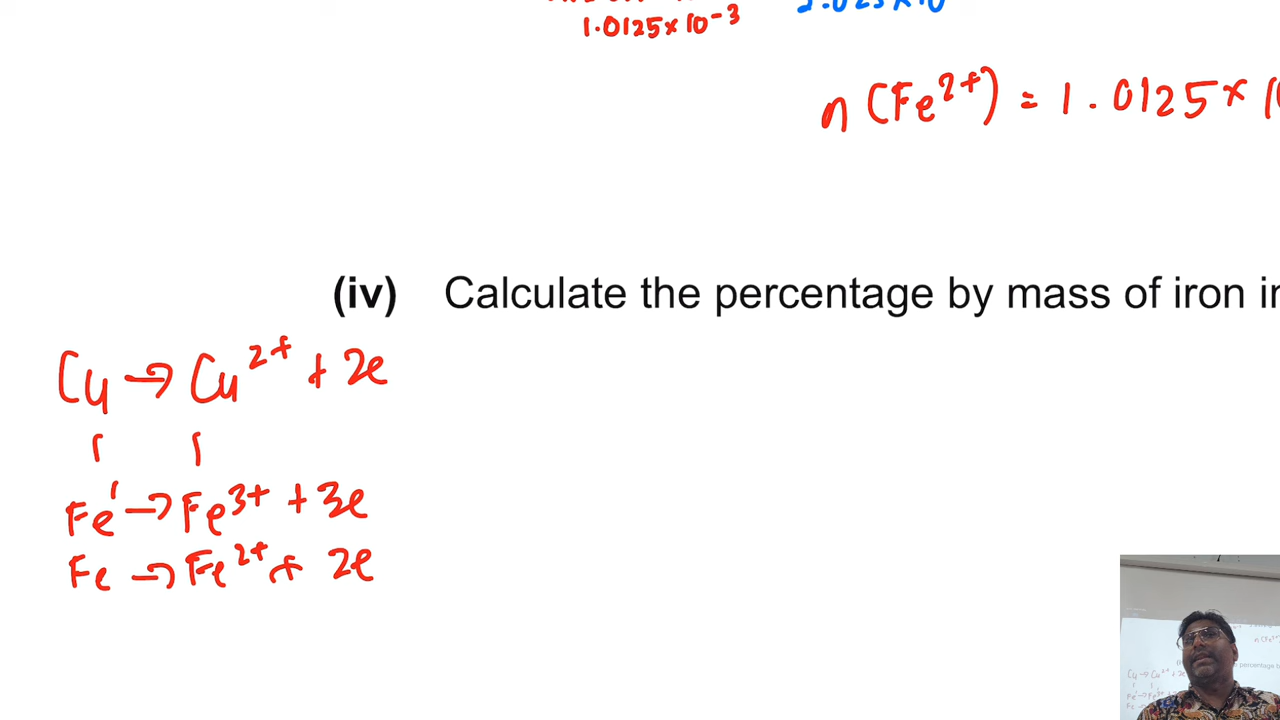 1.0125×10⁻³
n(Fe²⁺) = 1.0125×
(iv) Calculate the percentage by mass of iron in
Cu → Cu²⁺ + 2e
1 1
Fe' → Fe³⁺ + 3e
Fe → Fe²⁺ + 2e